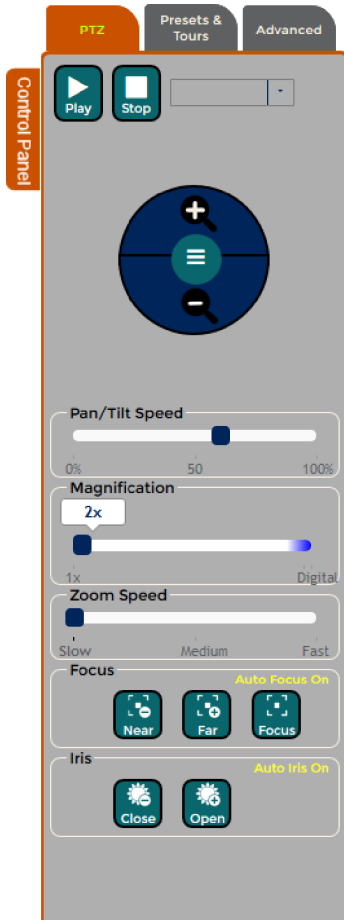 PTZ
Presets &
Tours
Advanced
Control Panel
Play
Stop
Pan/Tilt Speed
0%
50
100%
Magnification
2x
1x
Digital
Zoom Speed
Slow
Medium
Fast
Focus
Auto Focus On
Near
Far
Focus
Iris
Auto Iris On
Close
Open